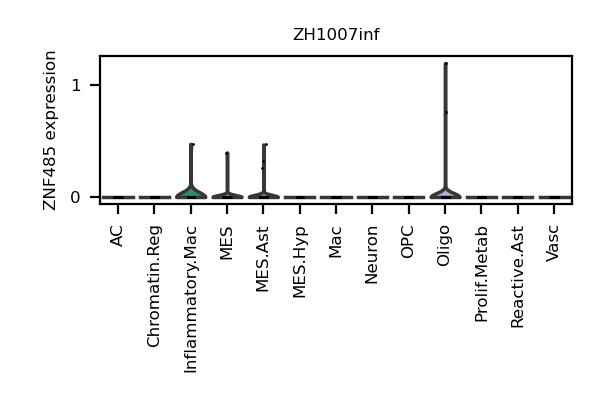 ZH1007inf
ZNF485 expression
1
0
AC
Chromatin.Reg
Inflammatory.Mac
MES
MES.Ast
MES.Hyp
Mac
Neuron
OPC
Oligo
Prolif.Metab
Reactive.Ast
Vasc